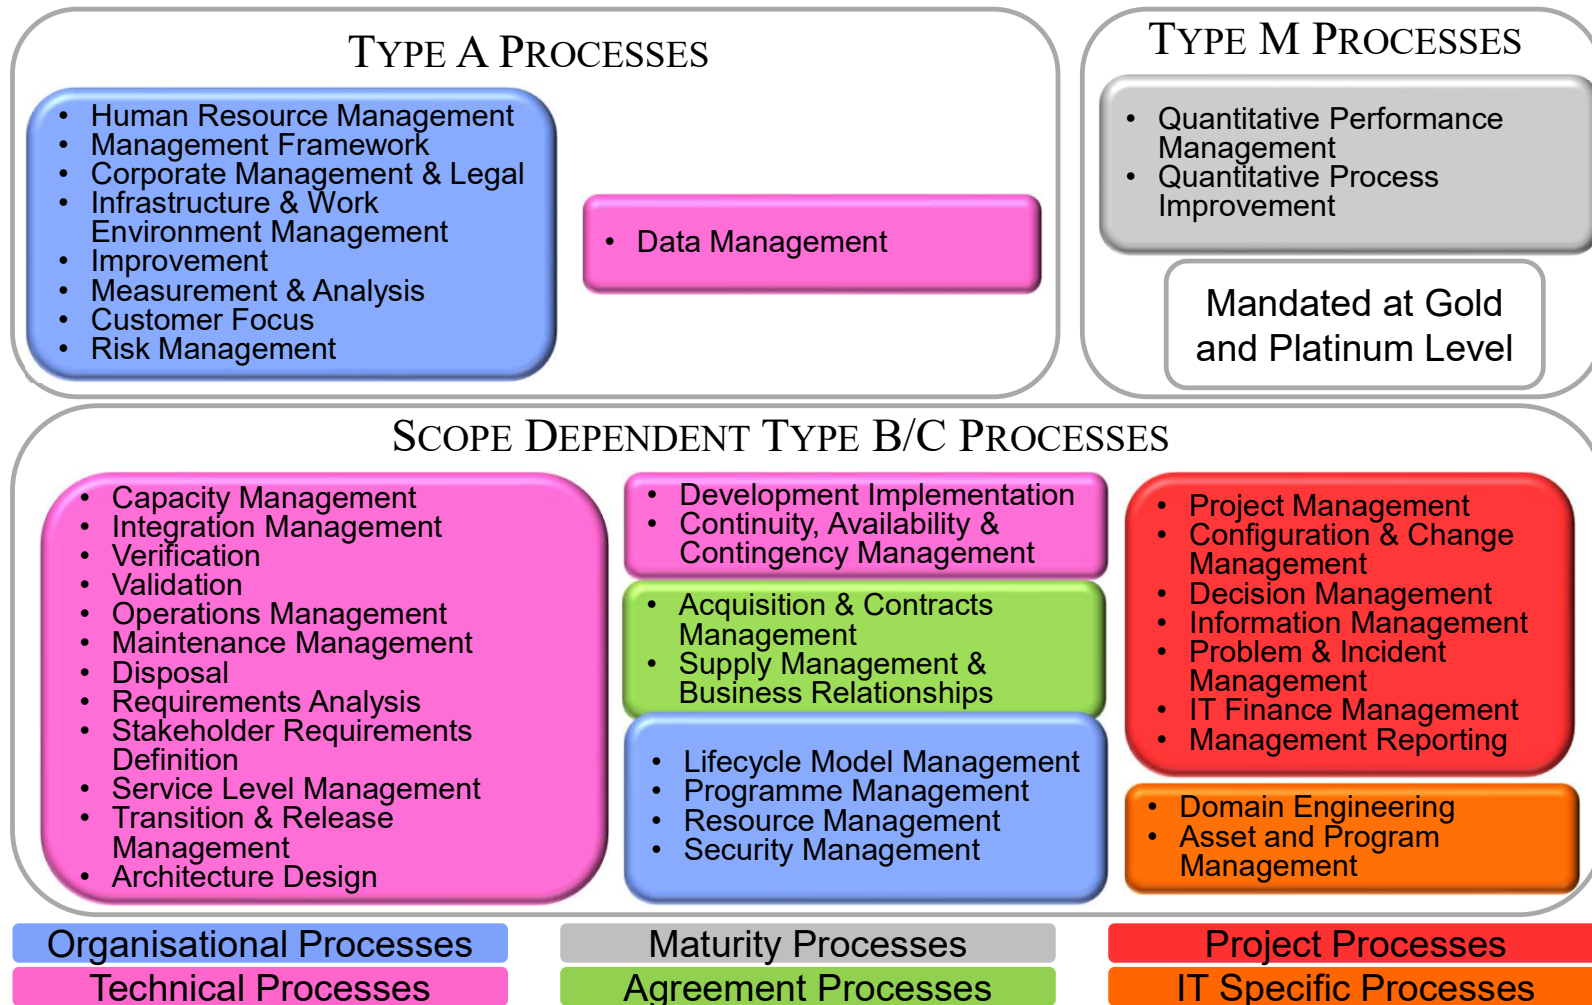 TYPE A PROCESSES
• Human Resource Management
• Management Framework
• Corporate Management & Legal
• Infrastructure & Work
Environment Management
• Improvement
• Measurement & Analysis
• Customer Focus
• Risk Management
• Data Management
TYPE M PROCESSES
• Quantitative Performance
Management
• Quantitative Process
Improvement
Mandated at Gold
and Platinum Level
SCOPE DEPENDENT TYPE B/C PROCESSES
• Capacity Management
• Integration Management
• Verification
• Validation
• Operations Management
• Maintenance Management
• Disposal
• Requirements Analysis
• Stakeholder Requirements
Definition
• Service Level Management
• Transition & Release
Management
• Architecture Design
• Development Implementation
• Continuity, Availability &
Contingency Management
• Acquisition & Contracts
Management
• Supply Management &
Business Relationships
• Lifecycle Model Management
• Programme Management
• Resource Management
• Security Management
• Project Management
• Configuration & Change
Management
• Decision Management
• Information Management
• Problem & Incident
Management
• IT Finance Management
• Management Reporting
• Domain Engineering
• Asset and Program
Management
Organisational Processes
Maturity Processes
Project Processes
Technical Processes
Agreement Processes
IT Specific Processes